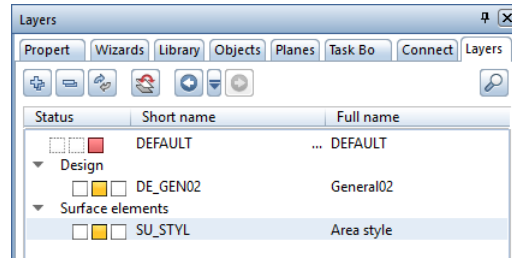 Layers
Propert Wizards Library Objects Planes Task Bo Connect Layers
Status Short name Full name
DEFAULT ... DEFAULT
Design
DE_GEN02 General02
Surface elements
SU_STYL Area style